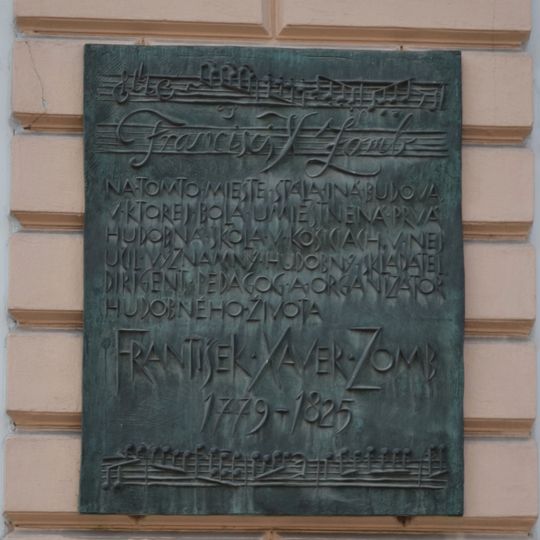 Francisc X Zomb
NA TOMTO MIESTE STÁLA INÁ BUDOVA
V KTOREJ BOLA UMIESTNENÁ PRVÁ
HUDOBNÁ ŠKOLA V KOŠICIACH. V NEJ
UČIL VÝZNAMNÝ HUDOBNÝ SKLADATEĽ
DIRIGENT · PEDAGÓG · A ORGANIZÁTOR
HUDOBNÉHO · ŽIVOTA
FRANTIŠEK · XAVER · ZOMB
1779 - 1825